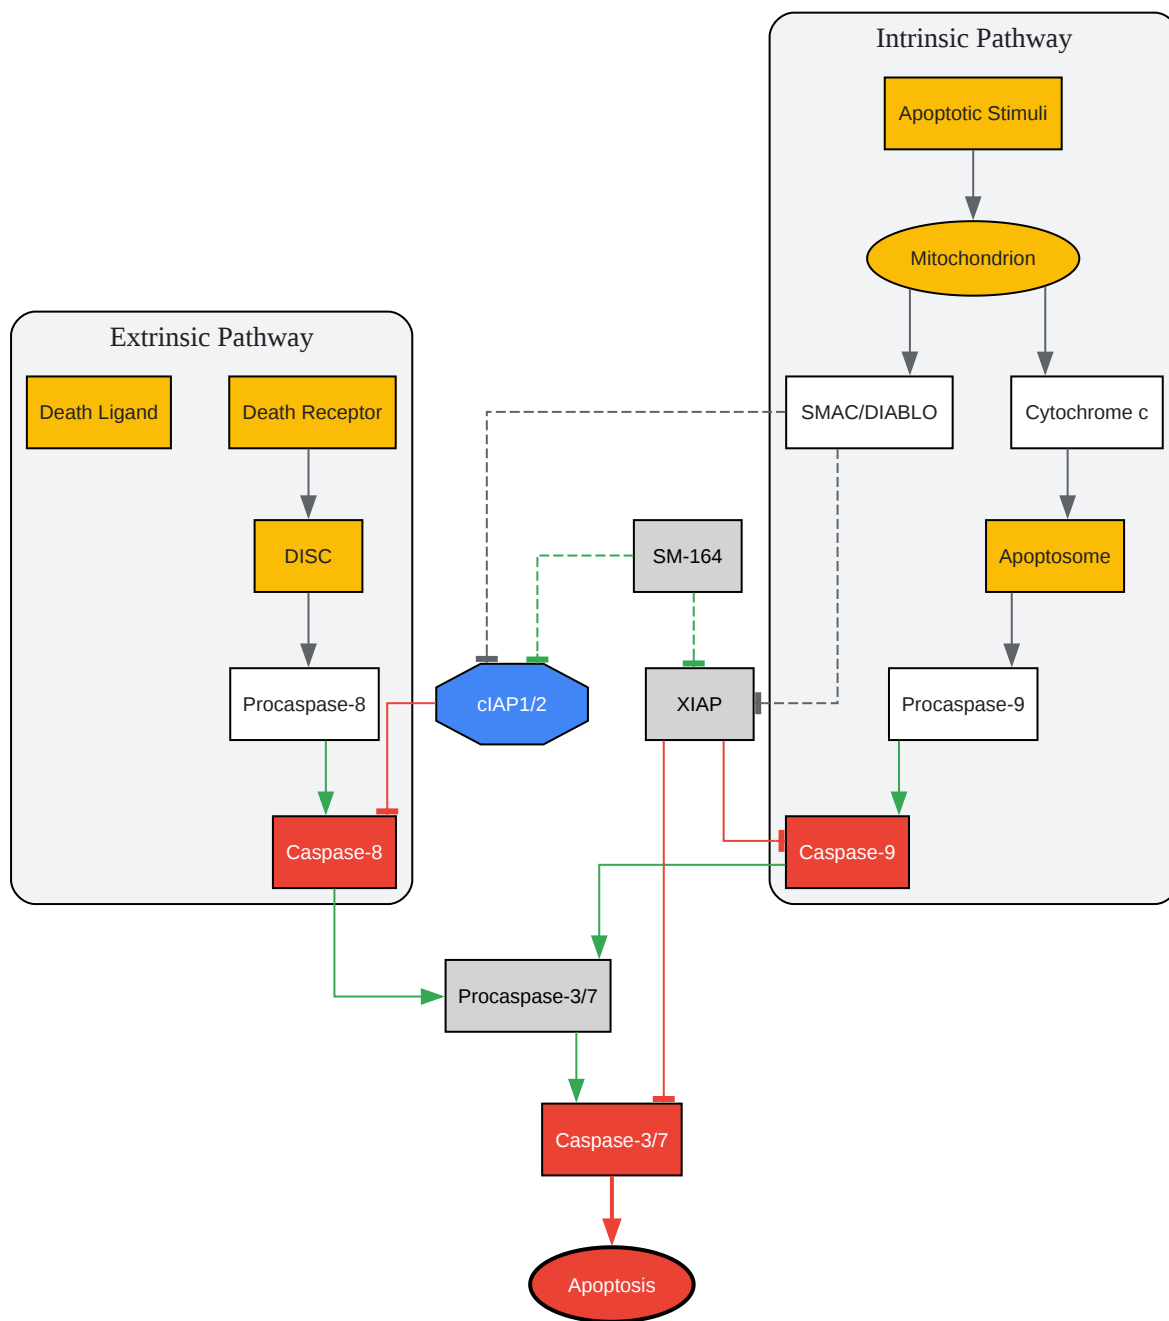 Intrinsic Pathway
Apoptotic Stimuli
Mitochondrion
Extrinsic Pathway
Death Ligand
Death Receptor
SMAC/DIABLO
Cytochrome c
DISC
SM-164
Apoptosome
Procaspase-8
cIAP1/2
XIAP
Procaspase-9
Caspase-8
Caspase-9
Procaspase-3/7
Caspase-3/7
Apoptosis